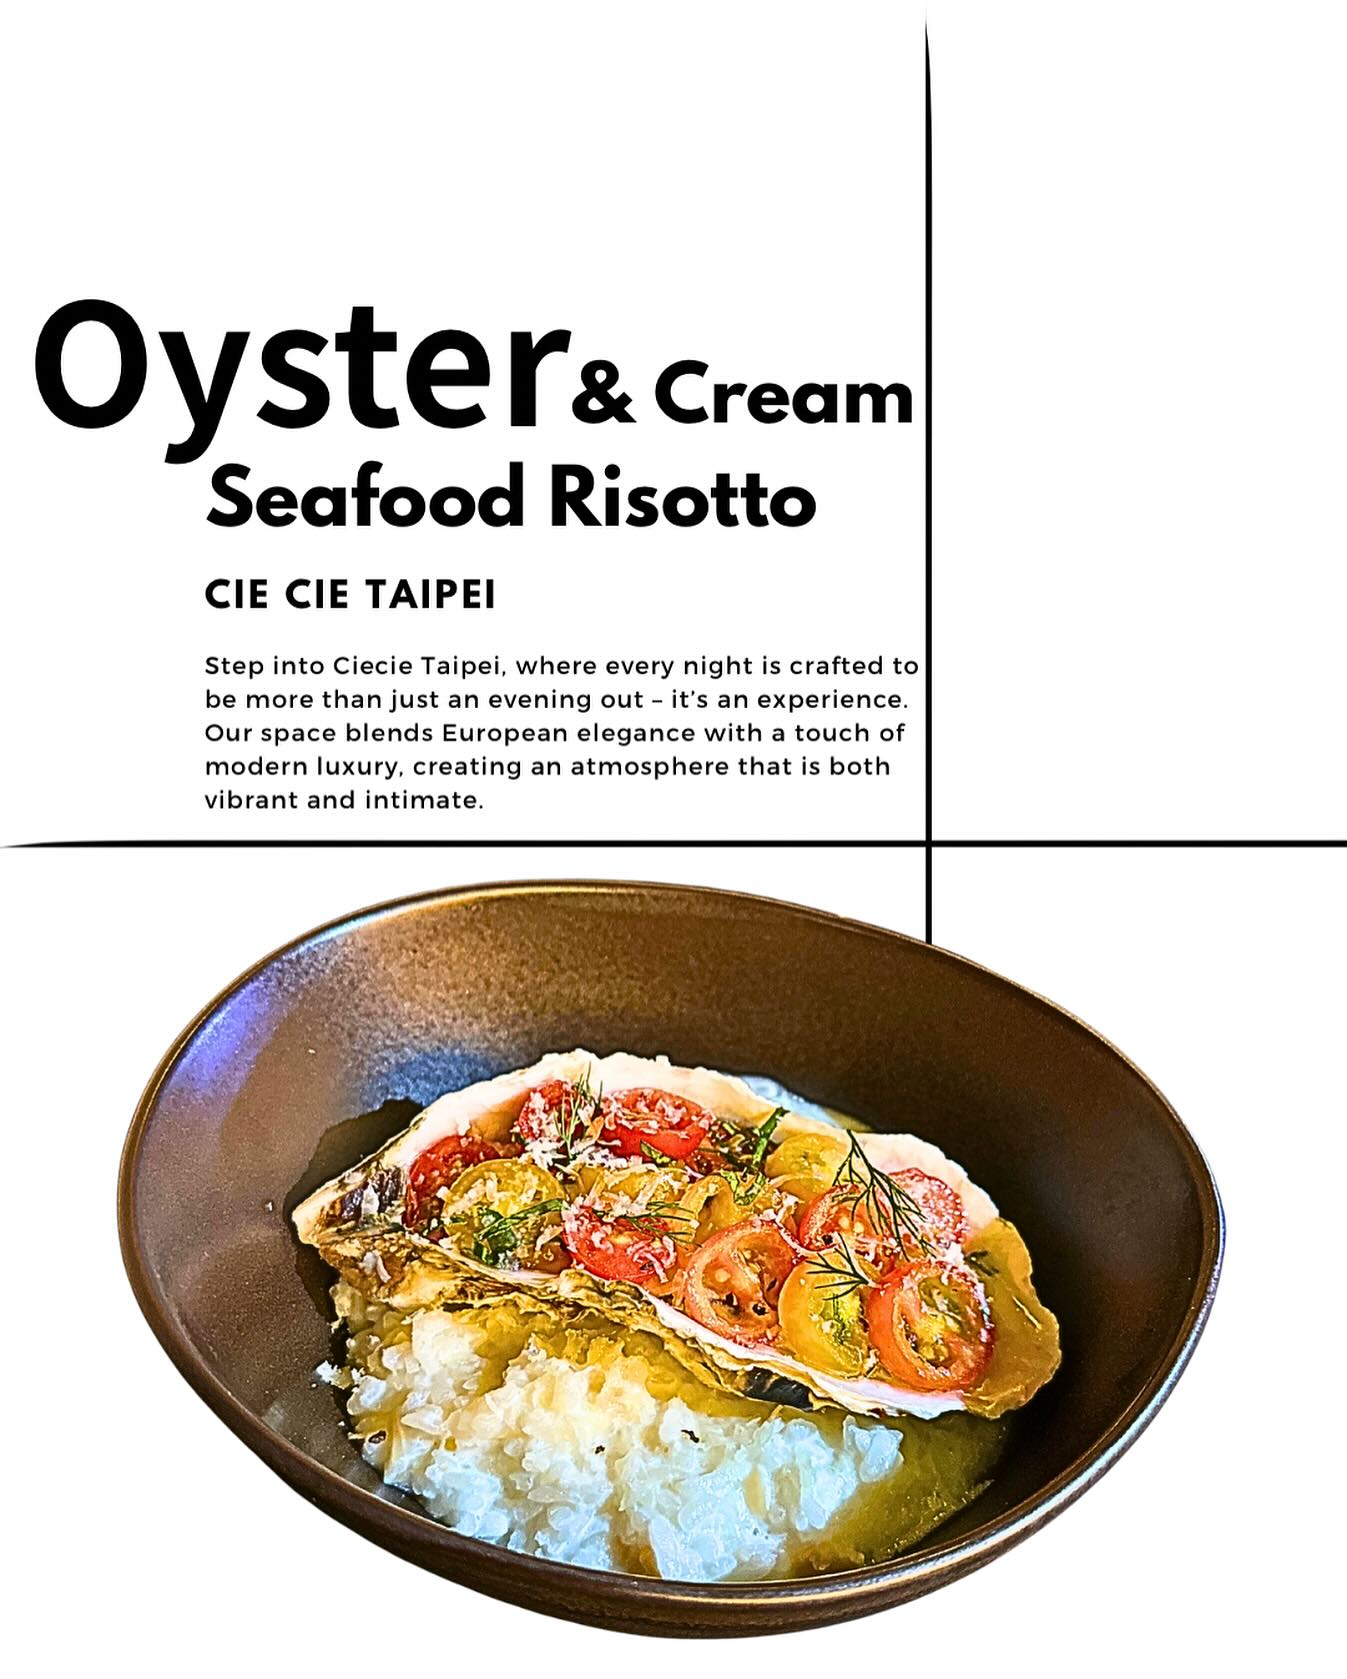 Oyster & Cream
Seafood Risotto
CIE CIE TAIPEI
Step into Ciecie Taipei, where every night is crafted to
be more than just an evening out – it’s an experience.
Our space blends European elegance with a touch of
modern luxury, creating an atmosphere that is both
vibrant and intimate.